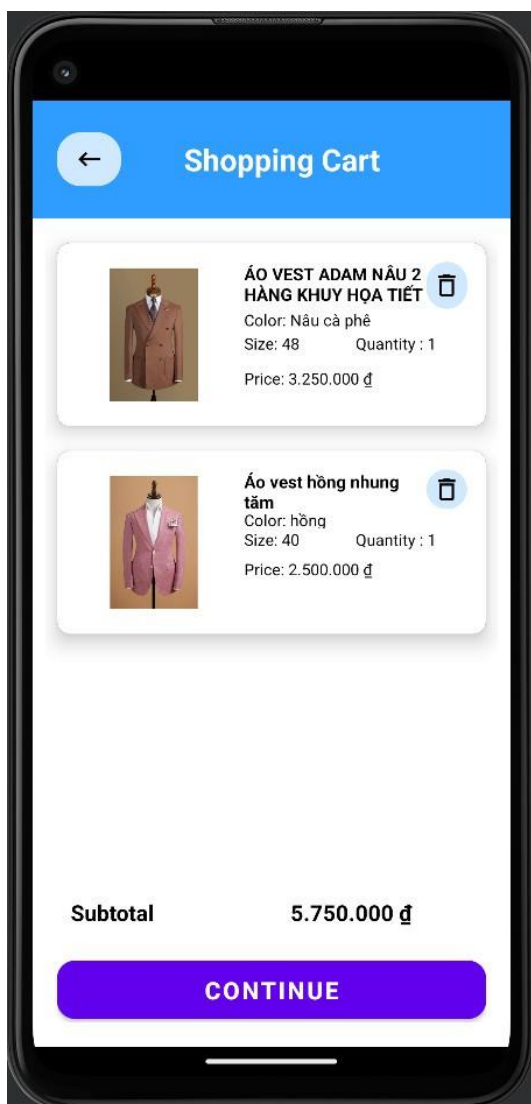 Shopping Cart
ÁO VEST ADAM NÂU 2
HÀNG KHUY HỌA TIẾT
Color: Nâu cà phê
Size: 48 Quantity : 1
Price: 3.250.000 ₫
Áo vest hồng nhung
tăm
Color: hồng
Size: 40 Quantity : 1
Price: 2.500.000 ₫
Subtotal 5.750.000 ₫
CONTINUE